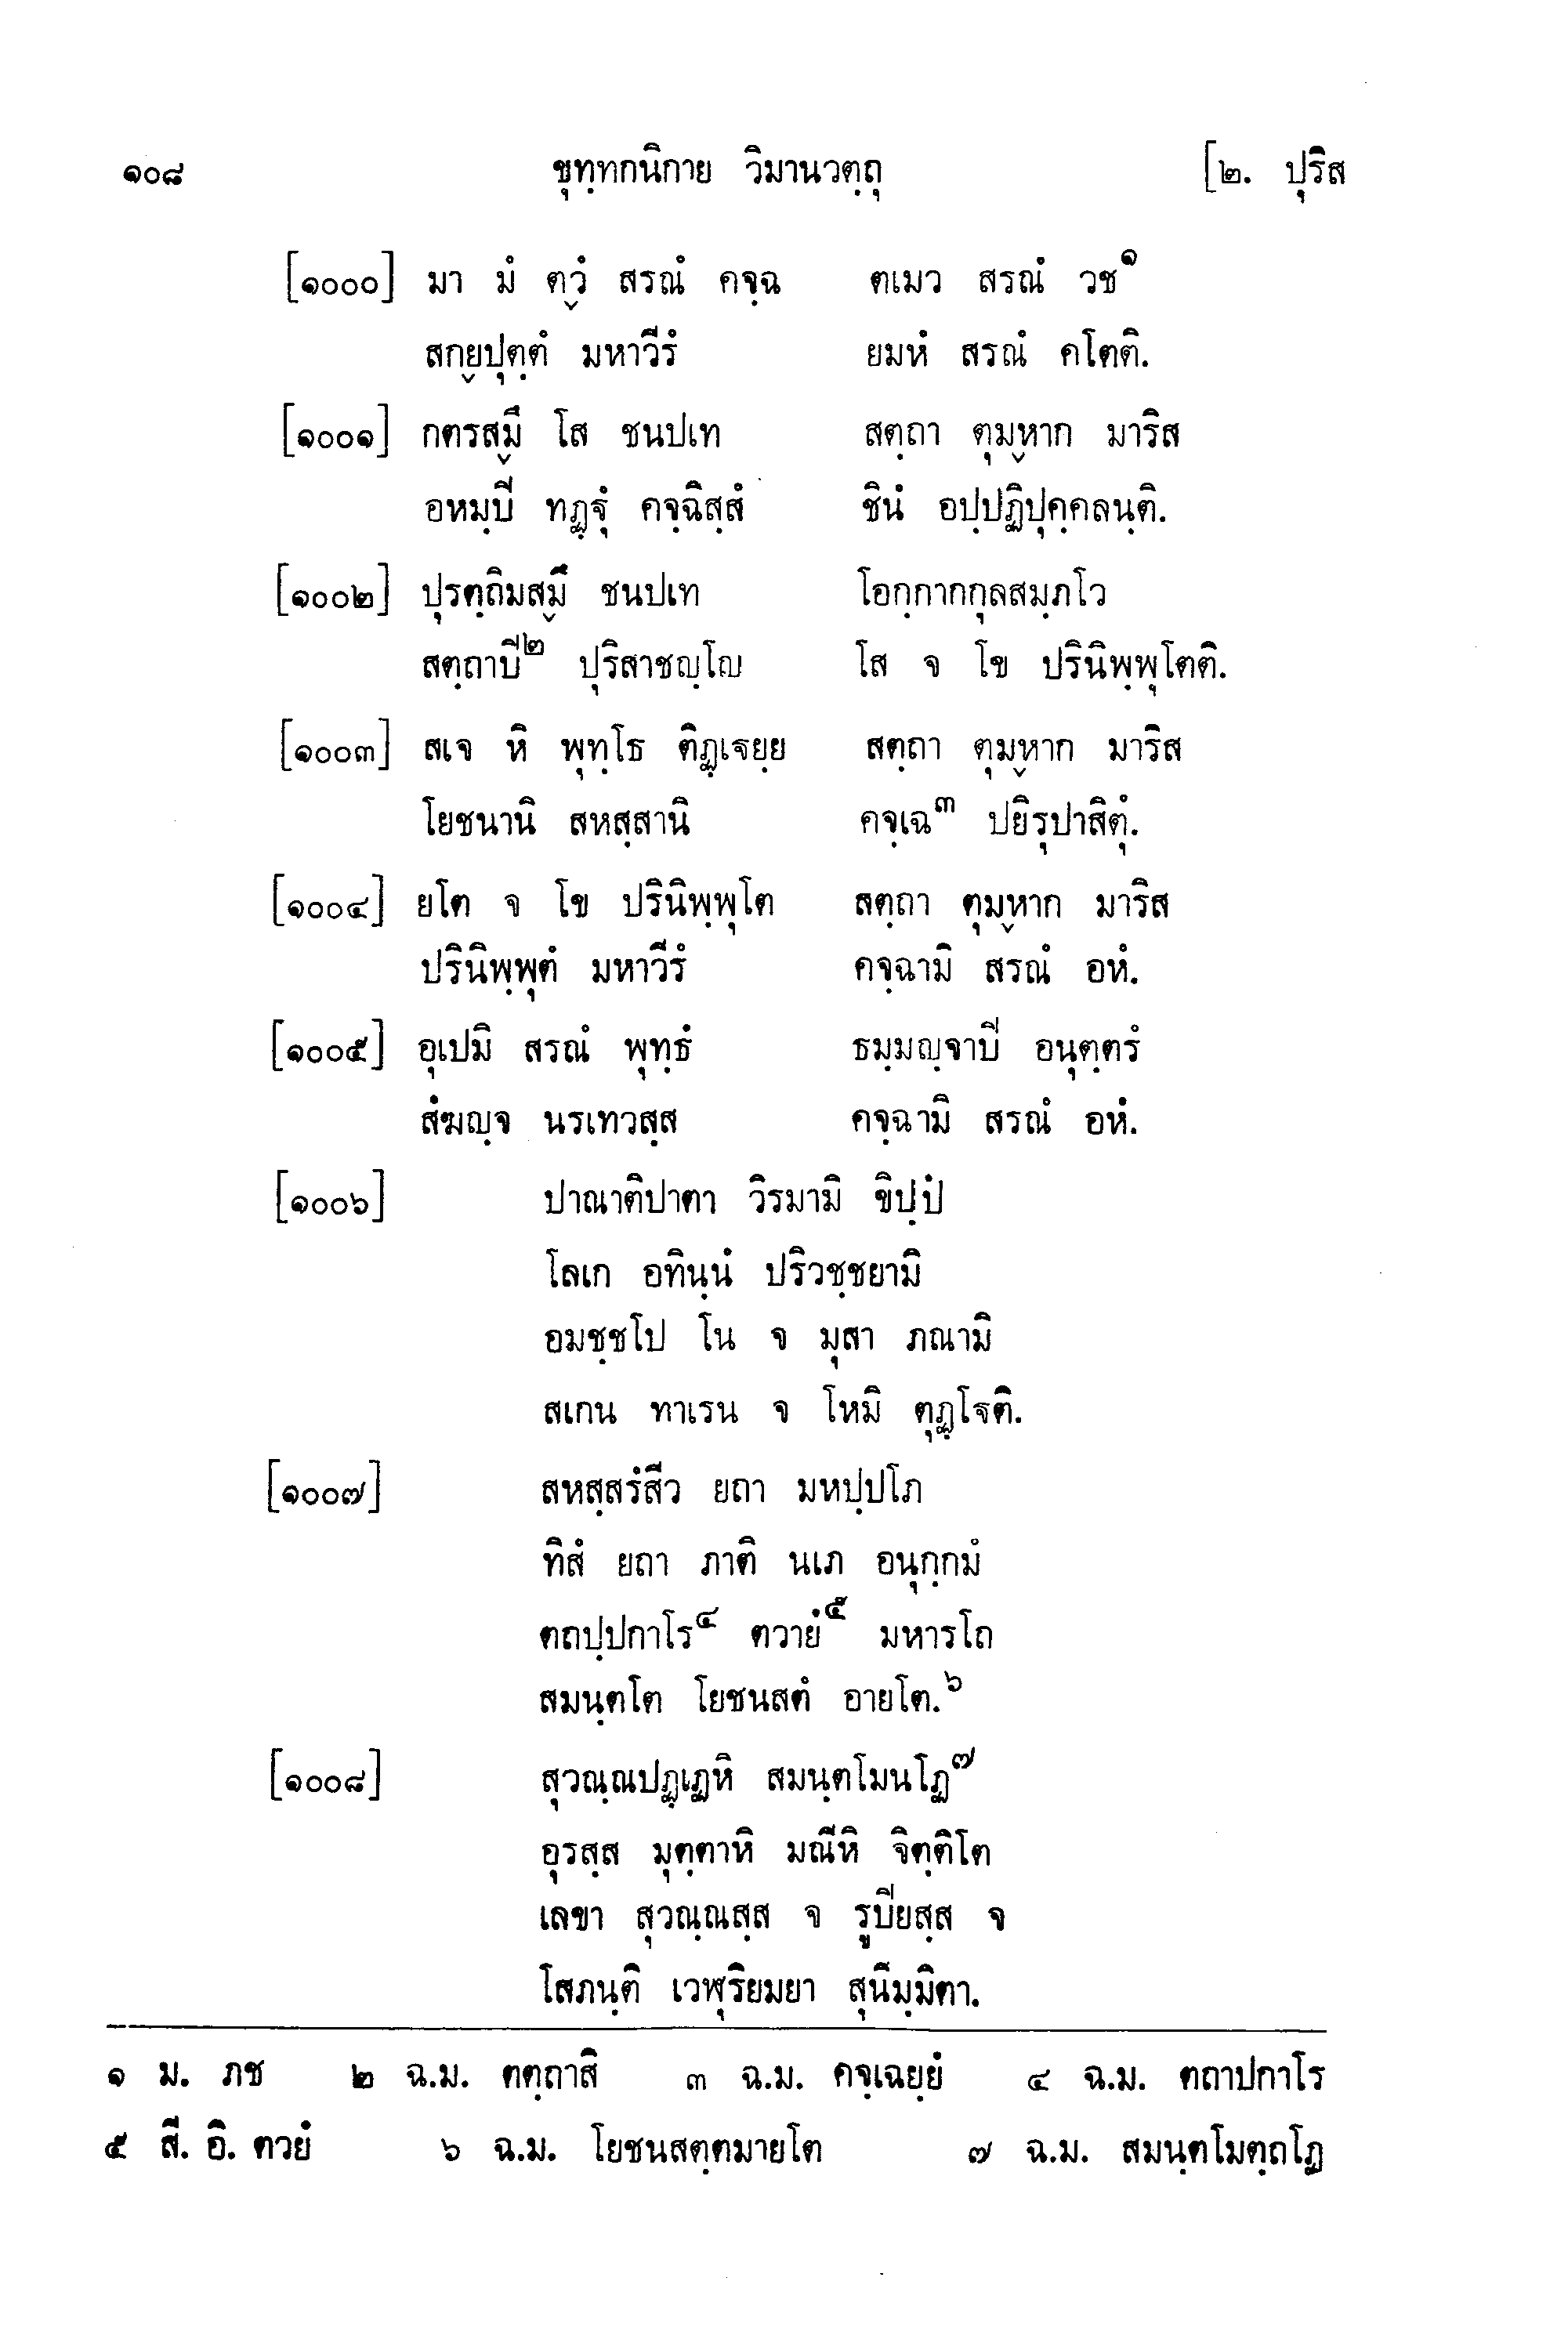 ๑๐๘ ขุทฺทกนิกาย วิมานวตฺถุ [๒. ปุริส
[๑๐๐๐] มา มํ ตฺวํ สรณํ คจฺฉ ตเมว สรณํ วช๑
สกฺยปุตฺตํ มหาวีรํ ยมหํ สรณํ คโตติ.
[๑๐๐๑] กตรสฺมึ โส ชนปเท สตฺถา ตุมฺหาก มาริส
อหมฺบี ทฏฺฐุํ คจฺฉิสฺสํ ชินํ อปฺปฏิปุคฺคลนฺติ.
[๑๐๐๒] ปุรตฺถิมสฺมึ ชนปเท โอกฺกากกุลสมฺภโว
สตฺถาบี๒ ปุริสาชญฺโญ โส จ โข ปรินิพฺพุโตติ.
[๑๐๐๓] สเจ หิ พุทฺโธ ติฏฺเฐยฺย สตฺถา ตุมฺหาก มาริส
โยชนานิ สหสฺสานิ คจฺเฉ๓ ปยิรุปาสิตุํ.
[๑๐๐๔] ยโต จ โข ปรินิพฺพุโต สตฺถา ตุมฺหาก มาริส
ปรินิพฺพุตํ มหาวีรํ คจฺฉามิ สรณํ อหํ.
[๑๐๐๕] อุเปมิ สรณํ พุทฺธํ ธมฺมญฺจาบี อนุตฺตรํ
สํฆญฺจ นรเทวสฺส คจฺฉามิ สรณํ อหํ.
[๑๐๐๖] ปาณาติปาตา วิรมามิ ขิปฺปํ
โลเก อทินฺนํ ปริวชฺชยามิ
อมชฺชโป โน จ มุสา ภณามิ
สเกน ทาเรน จ โหมิ ตุฏฺโฐติ.
[๑๐๐๗] สหสฺสรํสีว ยถา มหปฺปโภ
ทิสํ ยถา ภาติ นเภ อนุกฺกมํ
ตถปฺปกาโร๔ ตวายํ๕ มหารโถ
สมนฺตโต โยชนสตํ อายโต.๖
[๑๐๐๘] สุวณฺณปฏฺเฏหิ สมนฺตโมนโฏ๗
อุรสฺส มุตฺตาหิ มณีหิ จิตฺติโต
เลขา สุวณฺณสฺส จ รูบียสฺส จ
โสภนฺติ เวฬุริยมยา สุนีมฺมิตา.
๑ ม. ภช ๒ ฉ.ม. ตตฺถาสิ ๓ ฉ.ม. คจฺเฉยฺยํ ๔ ฉ.ม. ตถาปกาโร
๕ สี. อิ. ตวยํ ๖ ฉ.ม. โยชนสตฺตมายโต ๗ ฉ.ม. สมนฺตโมตฺถโฏ